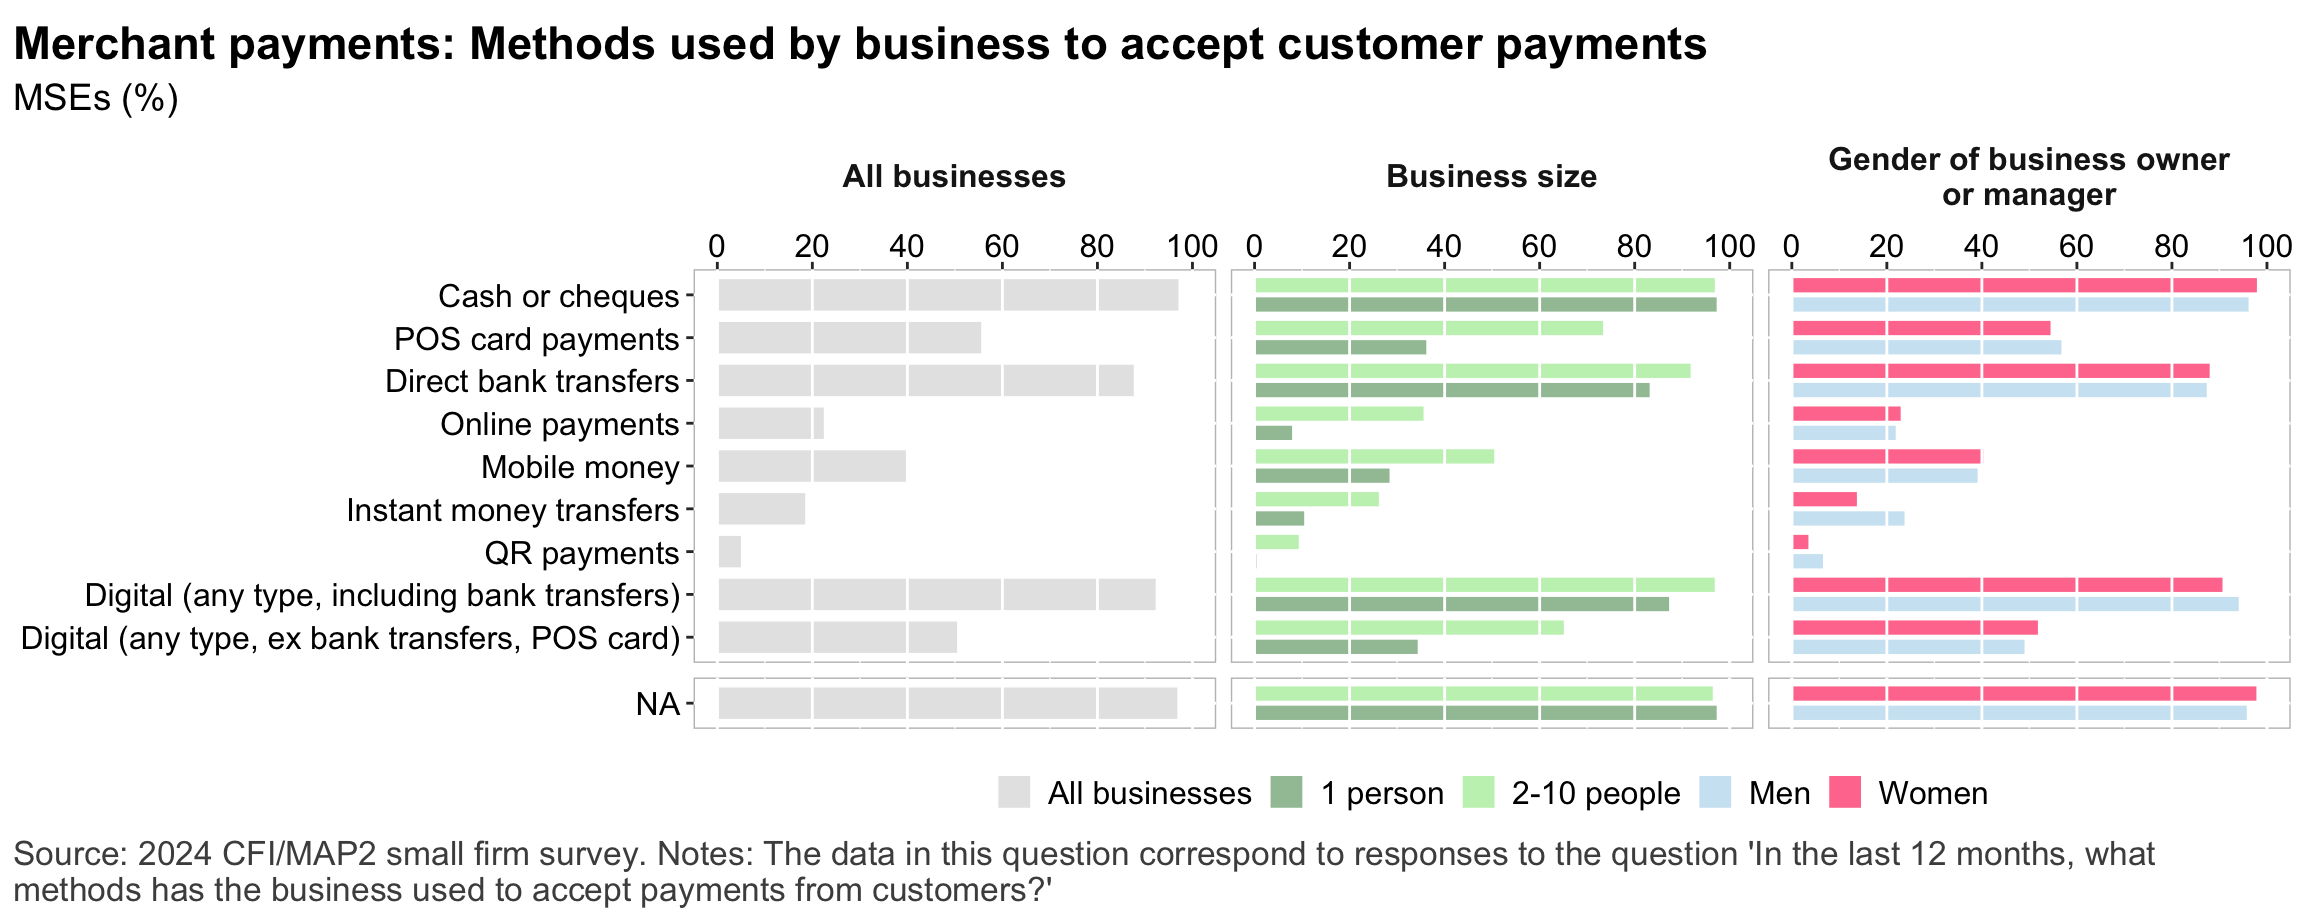 Merchant payments: Methods used by business to accept customer payments
MSEs (%)
All businesses
Business size
Gender of business owner
or manager
0 20 40 60 80 100
0 20 40 60 80 100
0 20 40 60 80 100
Cash or cheques
POS card payments
Direct bank transfers
Online payments
Mobile money
Instant money transfers
QR payments
Digital (any type, including bank transfers)
Digital (any type, ex bank transfers, POS card)
NA
All businesses 1 person 2-10 people Men Women
Source: 2024 CFI/MAP2 small firm survey. Notes: The data in this question correspond to responses to the question 'In the last 12 months, what
methods has the business used to accept payments from customers?'